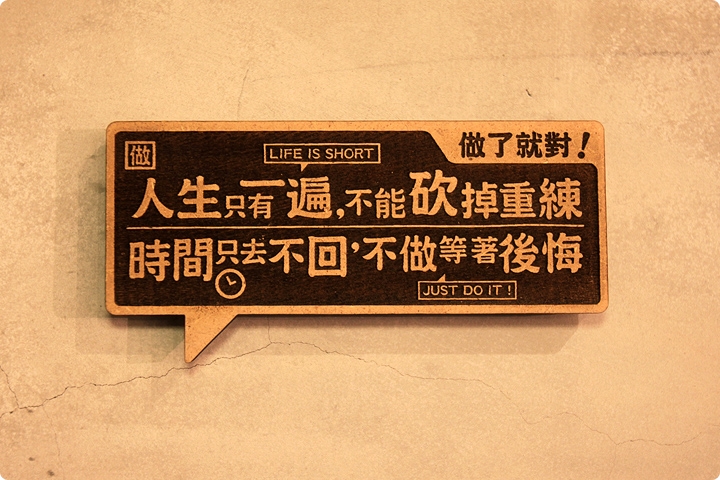 做了就對!
做
LIFE IS SHORT
人生只有一遍,不能砍掉重練
時間只去不回,不做等著後悔
JUST DO IT!